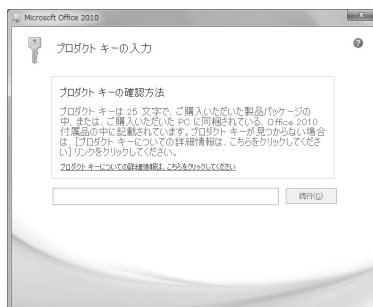 Microsoft Office 2010
プロダクト キーの入力
プロダクト キーの確認方法
プロダクト キーは 25 文字で、ご購入いただいた製品パッケージの
中、または、ご購入いただいた PC に同梱されている、Office 2010
付属品の中に記載されています。プロダクト キーが見つからない場合
は、[プロダクト キーについての詳細情報は、こちらをクリックしてくださ
い] リンクをクリックしてください。
プロダクト キーについての詳細情報は、こちらをクリックしてください
続行(C)